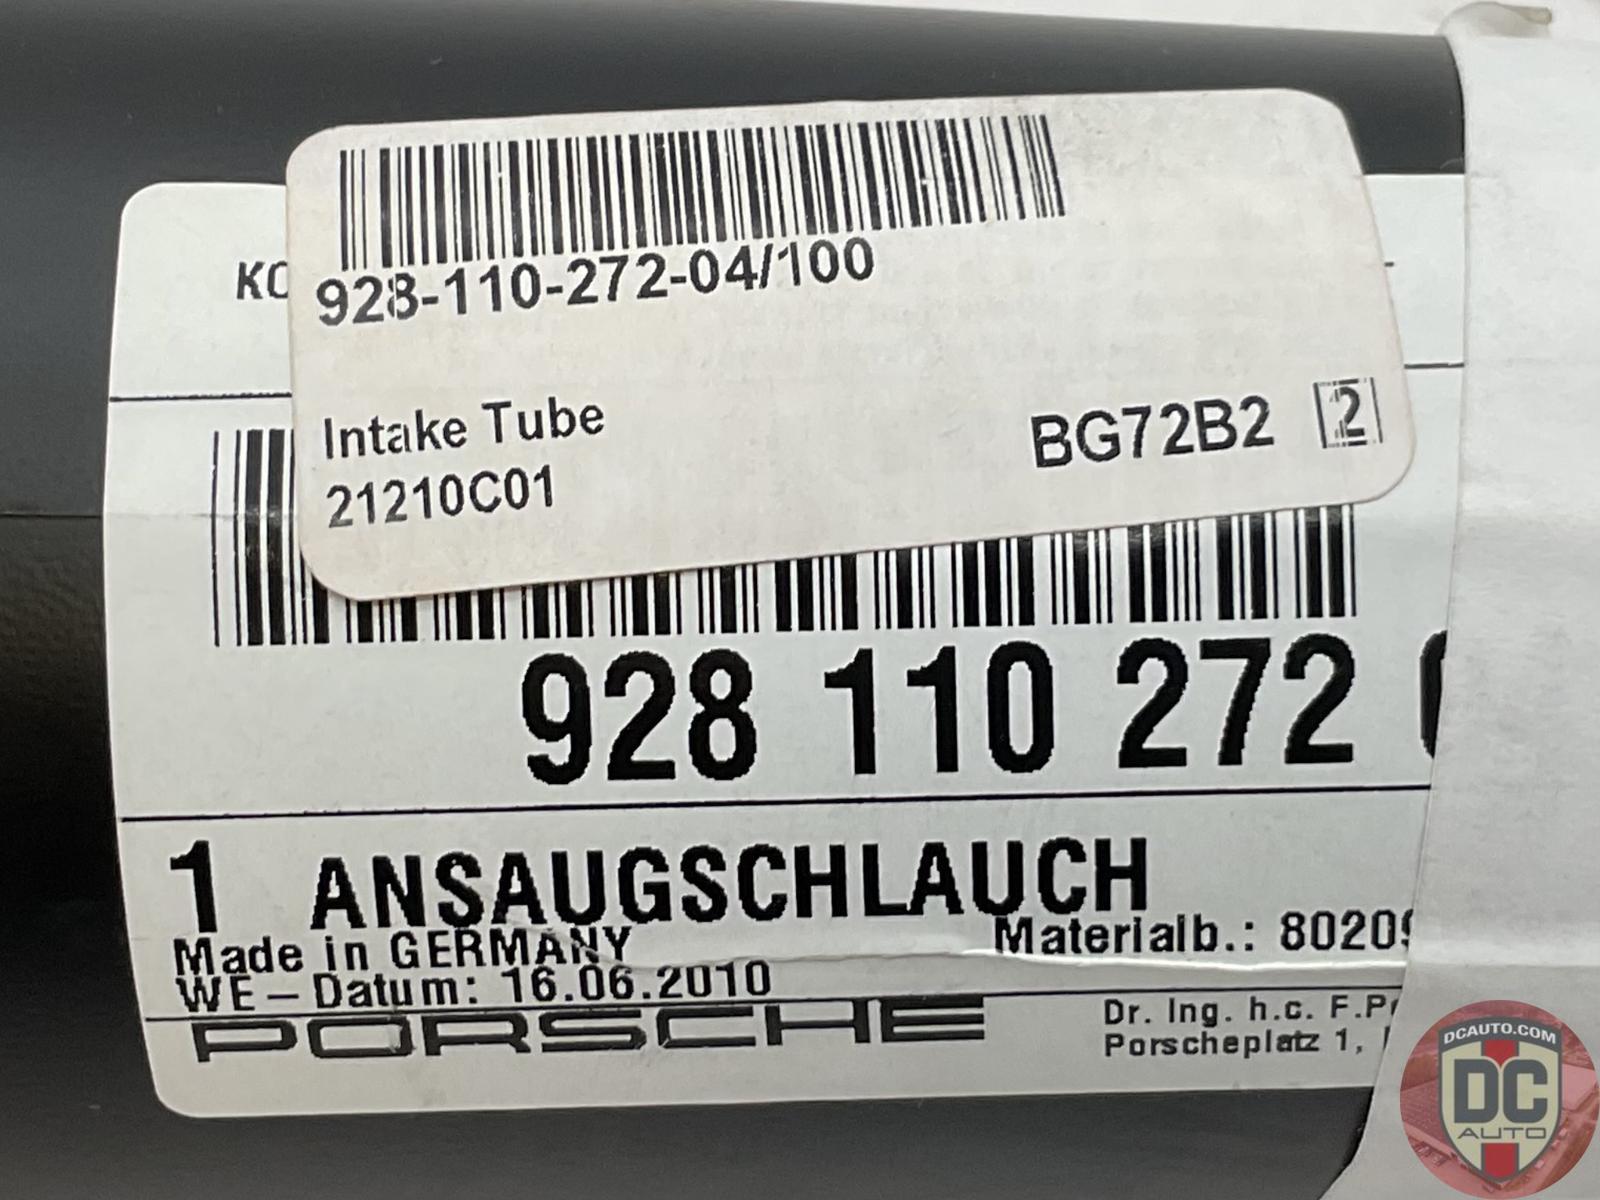 928-110-272-04/100
Intake Tube
21210C01
BG72B2 2
928 110 272
1 ANSAUGSCHLAUCH
Made in GERMANY
Materialb.: 8020
WE-Datum: 16.06.2010
PORSCHE
Dr. Ing. h.c. F.P
Porscheplatz 1,
DCAUTO.COM
DC
AUTO